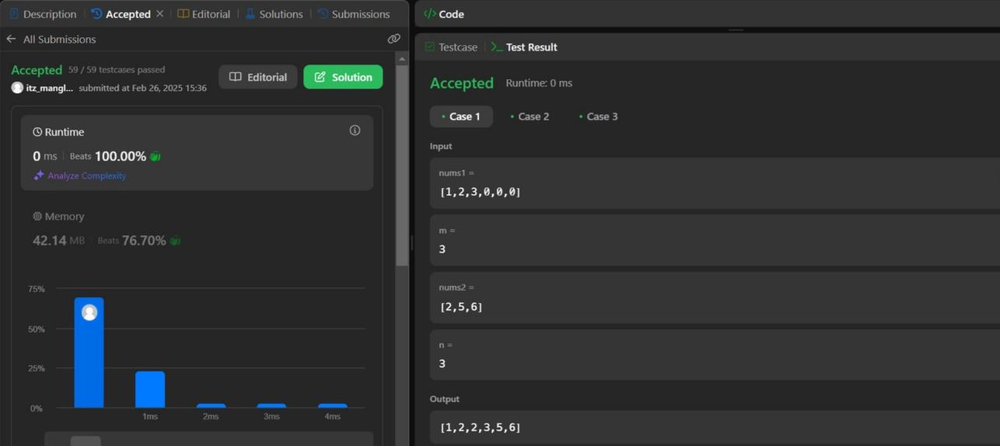 Description | Accepted × | Editorial | Solutions | Submissions
All Submissions
Accepted 59 / 59 testcases passed
itz_mangl... submitted at Feb 26, 2025 15:36
Editorial
Solution
Runtime
0 ms | Beats 100.00%
Analyze Complexity
Memory
42.14 MB | Beats 76.70%
75%
50%
25%
0%
1ms 2ms 3ms 4ms
</> Code
Testcase | >_ Test Result
Accepted Runtime: 0 ms
• Case 1 • Case 2 • Case 3
Input
nums1 =
[1,2,3,0,0,0]
m =
3
nums2 =
[2,5,6]
n =
3
Output
[1,2,2,3,5,6]